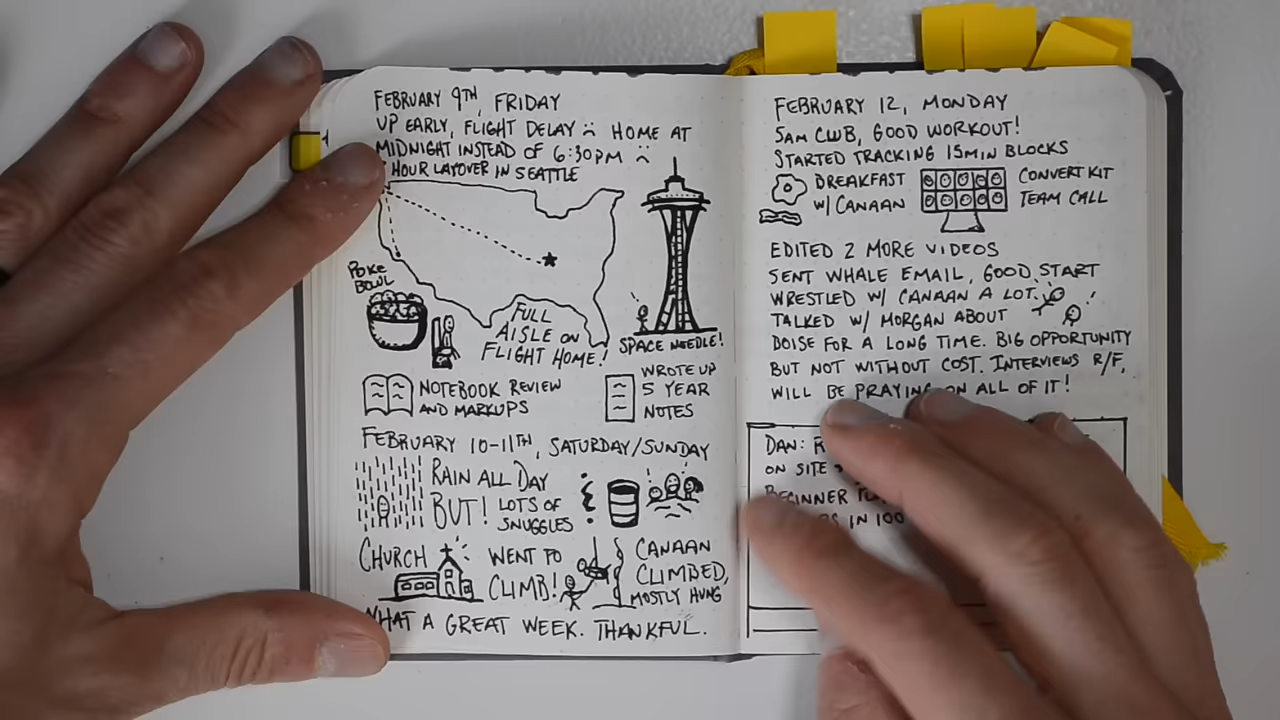 FEBRUARY 9TH, FRIDAY
UP EARLY, FLIGHT DELAY :( HOME AT
MIDNIGHT INSTEAD OF 6:30PM :(
HOUR LAYOVER IN SEATTLE
POKE
BOWL
FULL
AISLE ON
FLIGHT HOME!
SPACE NEEDLE!
NOTEBOOK REVIEW
AND MARKUPS
WROTE UP
5 YEAR
NOTES
FEBRUARY 10-11TH, SATURDAY/SUNDAY
RAIN ALL DAY
BUT! LOTS OF
SNUGGLES
CHURCH
WENT TO
CLIMB!
CANAAN
CLIMBED,
MOSTLY HUNG
WHAT A GREAT WEEK. THANKFUL.
FEBRUARY 12, MONDAY
5AM CLUB, GOOD WORKOUT!
STARTED TRACKING 15MIN BLOCKS
BREAKFAST
W/ CANAAN
CONVERTKIT
TEAM CALL
EDITED 2 MORE VIDEOS
SENT WHALE EMAIL, GOOD START
WRESTLED W/ CANAAN A LOT.
TALKED W/ MORGAN ABOUT
BOISE FOR A LONG TIME. BIG OPPORTUNITY
BUT NOT WITHOUT COST. INTERVIEWS R/F,
WILL BE PRAYING ON ALL OF IT!
DAN:
ON SITE
BEGINNER
IN 100